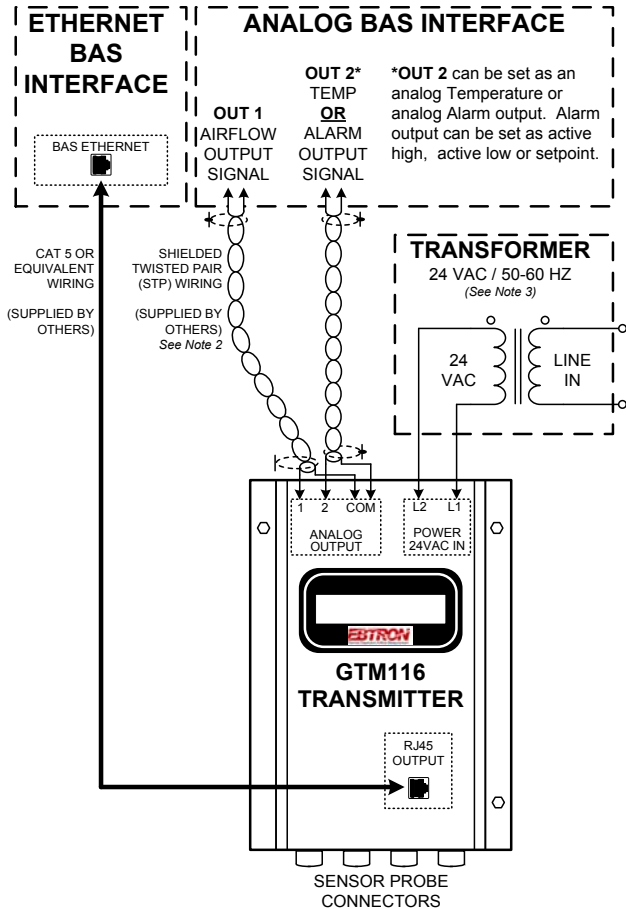 ETHERNET
BAS
INTERFACE
BAS ETHERNET
ANALOG BAS INTERFACE
OUT 1
AIRFLOW
OUTPUT
SIGNAL
OUT 2*
TEMP
OR
ALARM
OUTPUT
SIGNAL
*OUT 2 can be set as an
analog Temperature or
analog Alarm output. Alarm
output can be set as active
high, active low or setpoint.
CAT 5 OR
EQUIVALENT
WIRING
(SUPPLIED BY
OTHERS)
SHIELDED
TWISTED PAIR
(STP) WIRING
(SUPPLIED BY
OTHERS)
See Note 2
TRANSFORMER
24 VAC / 50-60 HZ
(See Note 3)
24
VAC
LINE
IN
1 2 COM
ANALOG
OUTPUT
L2 L1
POWER
24VAC IN
EBTRON
GTM116
TRANSMITTER
RJ45
OUTPUT
SENSOR PROBE
CONNECTORS